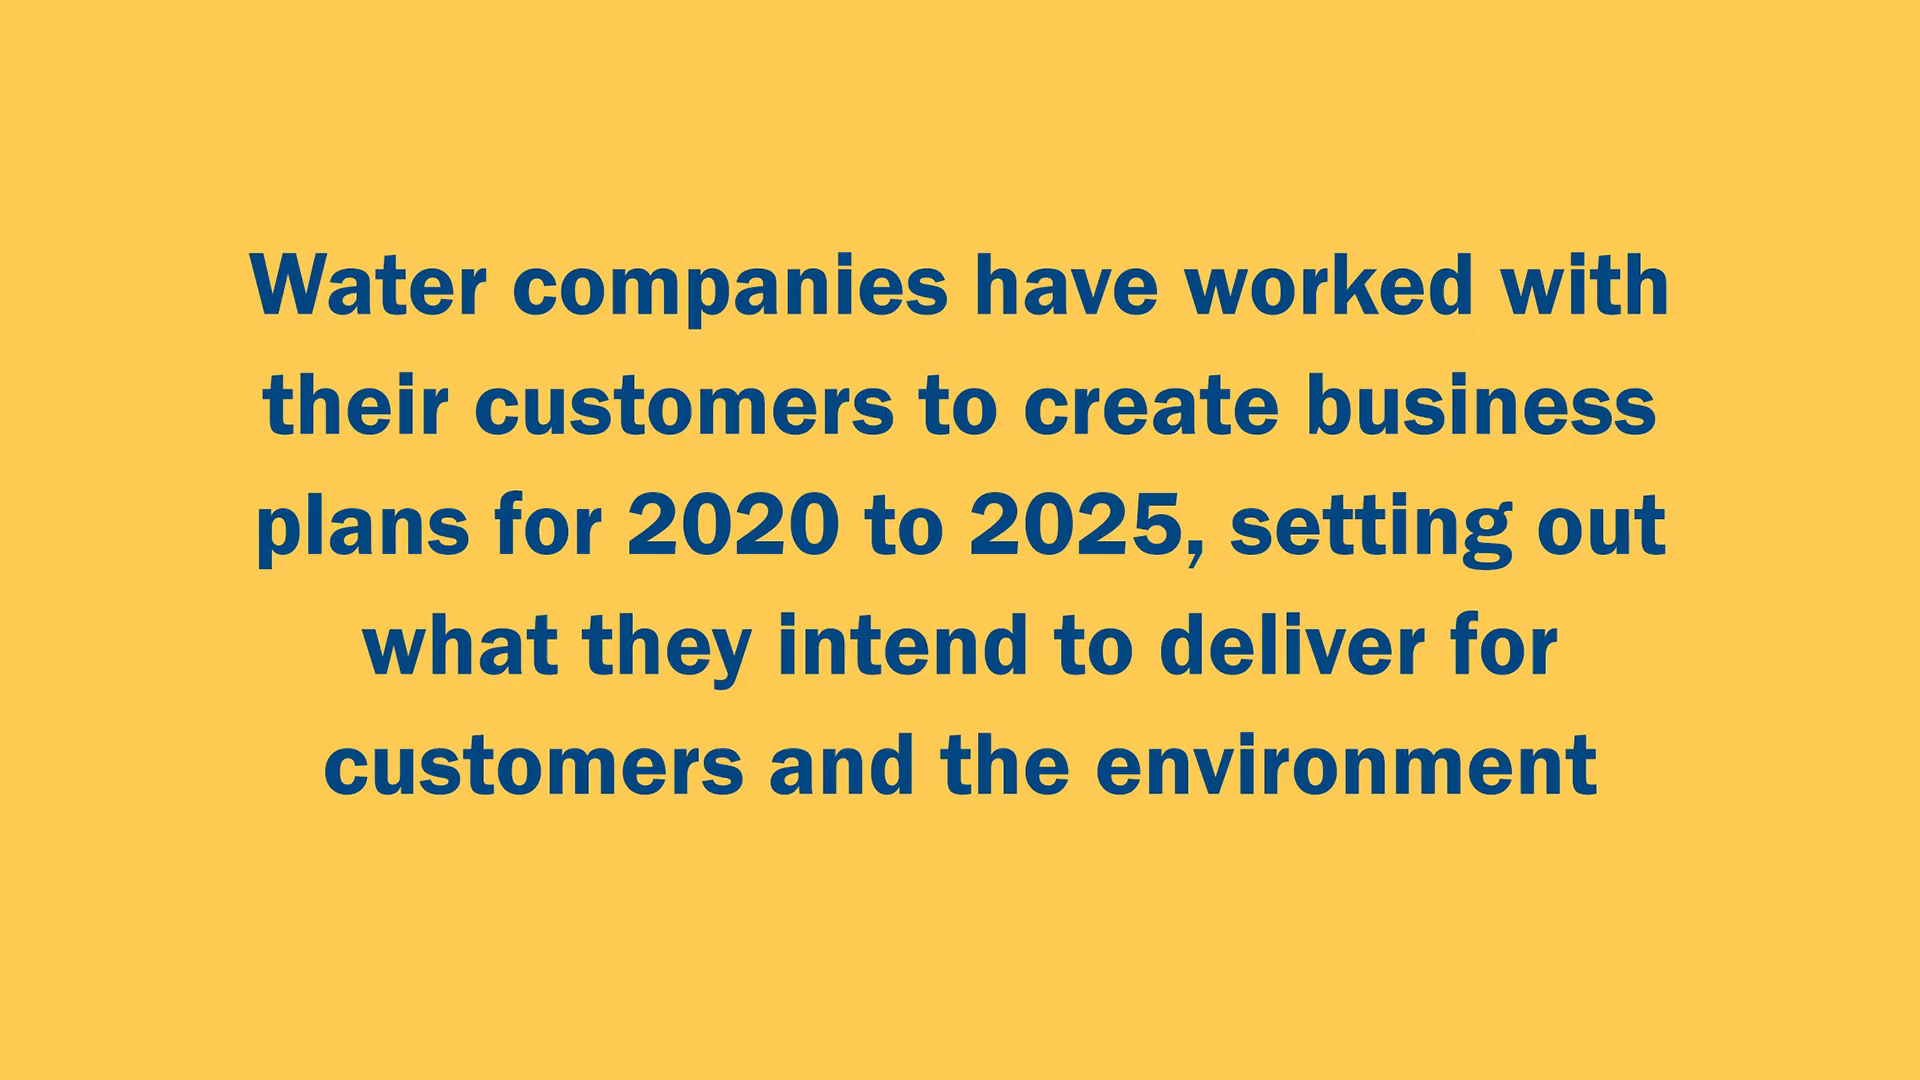 Water companies have worked with
their customers to create business
plans for 2020 to 2025, setting out
what they intend to deliver for
customers and the environment